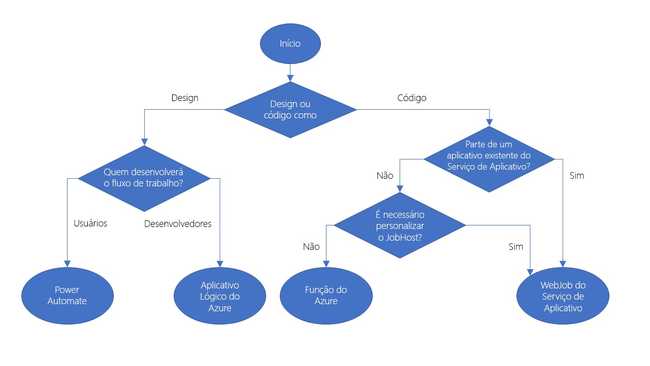 Início
Design ou
código como
Design
Código
Parte de um
aplicativo existente do
Serviço de Aplicativo?
Quem desenvolverá
o fluxo de trabalho?
Não
Sim
É necessário
personalizar
o JobHost?
Usuários
Desenvolvedores
Não
Sim
Power
Automate
Aplicativo
Lógico do
Azure
Função do
Azure
WebJob do
Serviço de
Aplicativo